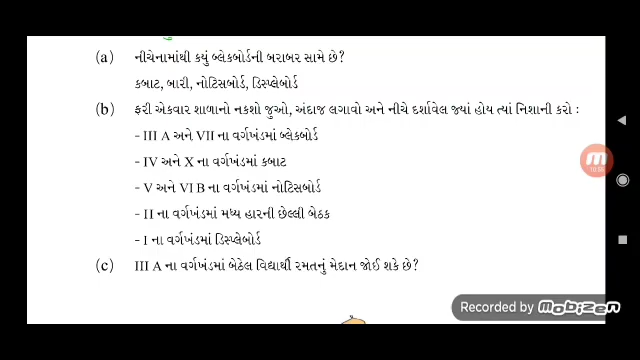 (a) નીચેનામાંથી કયું બ્લેકબોર્ડની બરાબર સામે છે?
કબાટ, બારી, નોટિસબોર્ડ, ડિસ્પ્લેબોર્ડ
(b) ફરી એકવાર શાળાનો નકશો જુઓ, અંદાજ લગાવો અને નીચે દર્શાવેલ જ્યાં હોય ત્યાં નિશાની કરો :
- III A અને VII ના વર્ગખંડમાં બ્લેકબોર્ડ
- IV અને X ના વર્ગખંડમાં કબાટ
- V અને VI B ના વર્ગખંડમાં નોટિસબોર્ડ
- II ના વર્ગખંડમાં મધ્ય હારની છેલ્લી બેઠક
- I ના વર્ગખંડમાં ડિસ્પ્લેબોર્ડ
(c) III A ના વર્ગખંડમાં બેઠેલ વિદ્યાર્થી રમતનું મેદાન જોઈ શકે છે?
Recorded by Mobizen